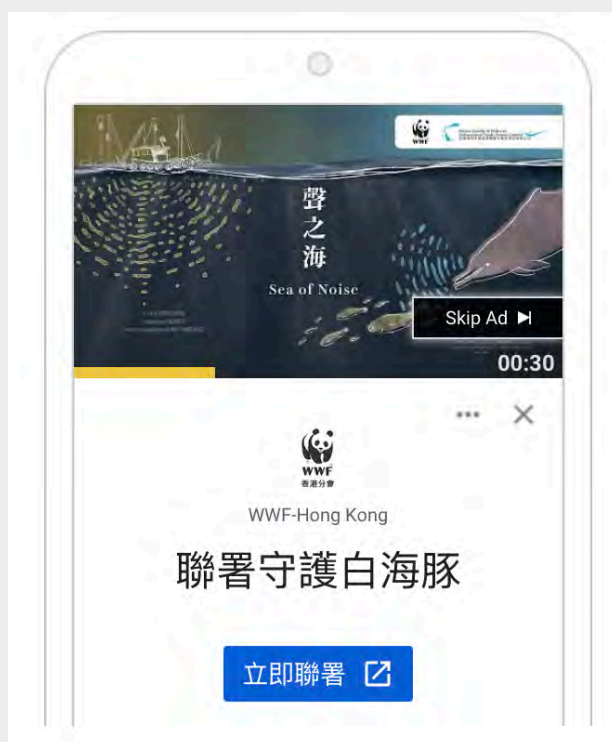 WWF
聲之海
Sea of Noise
Skip Ad
00:30
WWF
香港分會
WWF-Hong Kong
聯署守護白海豚
立即聯署